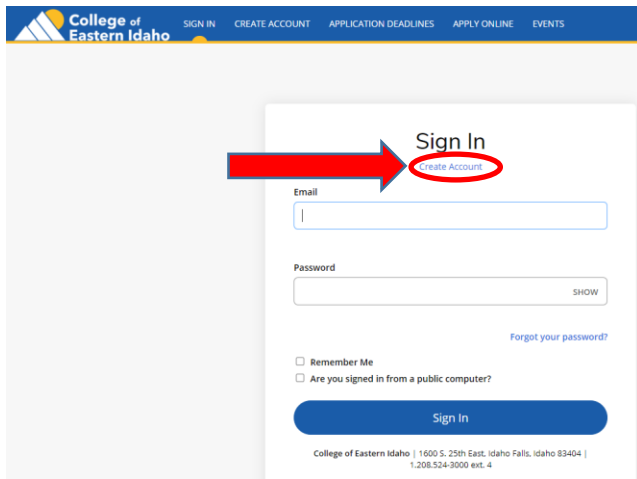 College of
Eastern Idaho
SIGN IN CREATE ACCOUNT APPLICATION DEADLINES APPLY ONLINE EVENTS
Sign In
Create Account
Email
Password
SHOW
Forgot your password?
Remember Me
Are you signed in from a public computer?
Sign In
College of Eastern Idaho | 1600 S. 25th East, Idaho Falls, Idaho 83404 |
1.208.524-3000 ext. 4